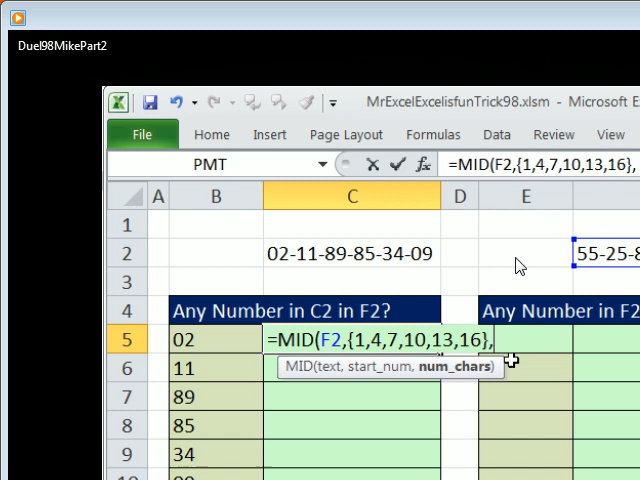 Duel98MikePart2
MrExcelExcelisfunTrick98.xlsm - Microsoft E
File Home Insert Page Layout Formulas Data Review View
PMT =MID(F2,{1,4,7,10,13,16},
A B C D E
1
2 02-11-89-85-34-09 55-25-8
3
4 Any Number in C2 in F2? Any Number in F2
5 02 =MID(F2,{1,4,7,10,13,16},
MID(text, start_num, num_chars)
6 11
7 89
8 85
9 34